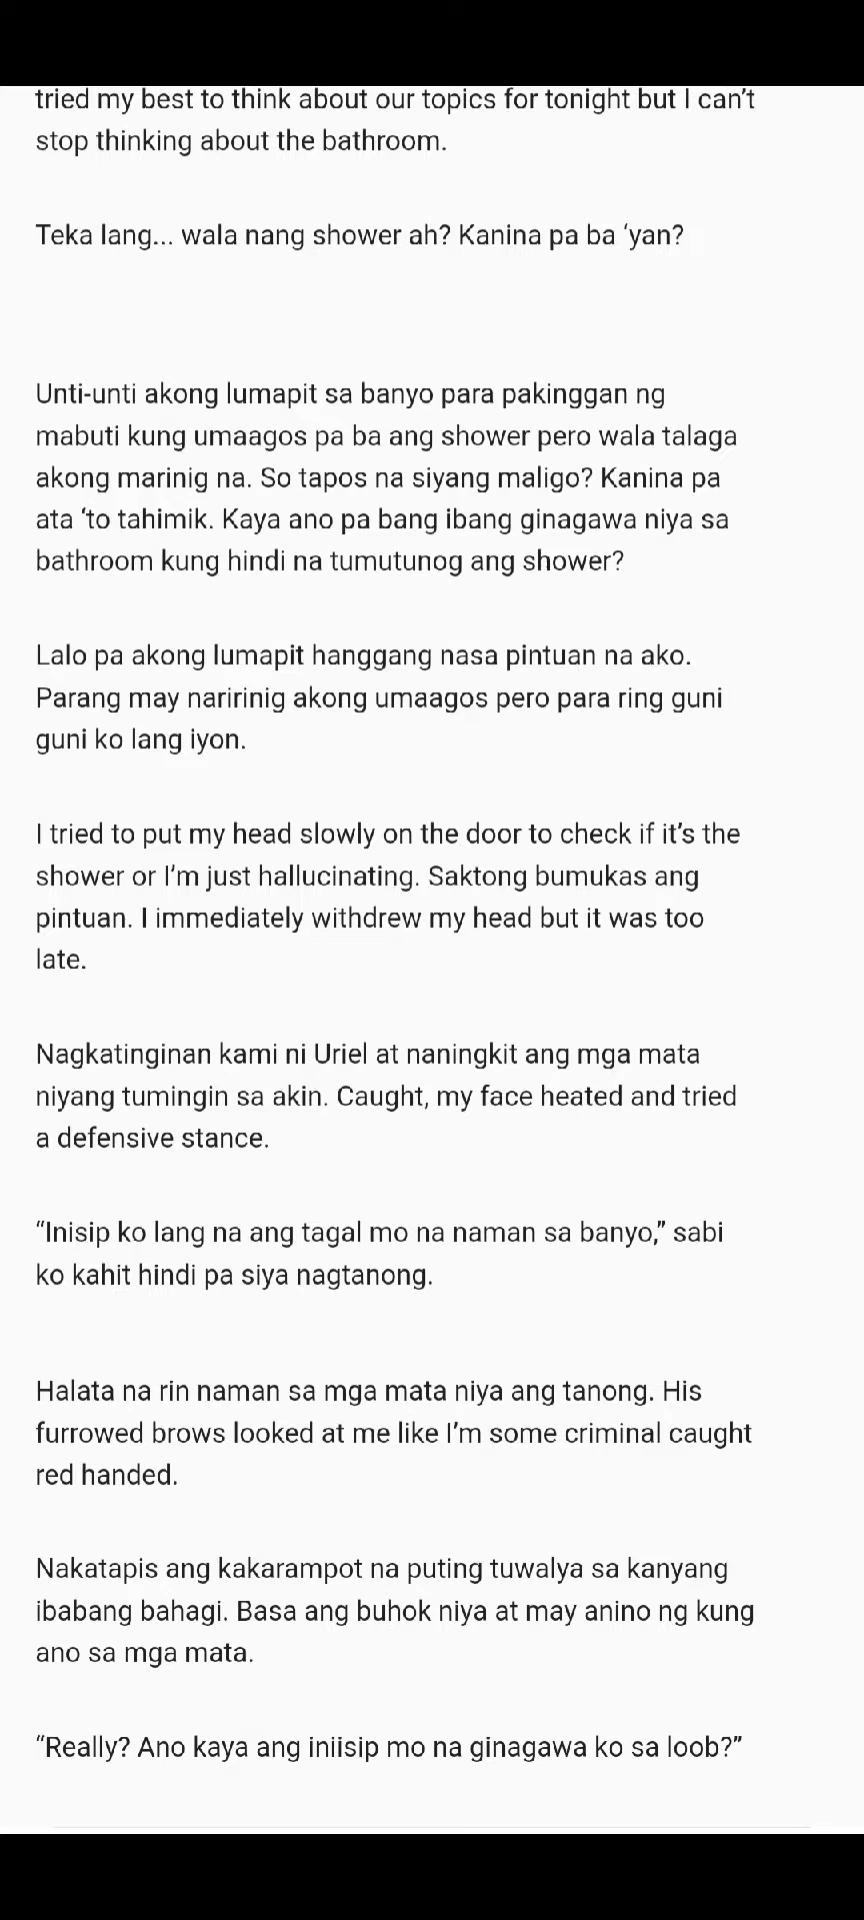 tried my best to think about our topics for tonight but I can’t
stop thinking about the bathroom.
Teka lang... wala nang shower ah? Kanina pa ba ‘yan?
Unti-unti akong lumapit sa banyo para pakinggan ng
mabuti kung umaagos pa ba ang shower pero wala talaga
akong marinig na. So tapos na siyang maligo? Kanina pa
ata ‘to tahimik. Kaya ano pa bang ibang ginagawa niya sa
bathroom kung hindi na tumutunog ang shower?
Lalo pa akong lumapit hanggang nasa pintuan na ako.
Parang may naririnig akong umaagos pero para ring guni
guni ko lang iyon.
I tried to put my head slowly on the door to check if it’s the
shower or I’m just hallucinating. Saktong bumukas ang
pintuan. I immediately withdrew my head but it was too
late.
Nagkatinginan kami ni Uriel at naningkit ang mga mata
niyang tumingin sa akin. Caught, my face heated and tried
a defensive stance.
“Inisip ko lang na ang tagal mo na naman sa banyo,” sabi
ko kahit hindi pa siya nagtanong.
Halata na rin naman sa mga mata niya ang tanong. His
furrowed brows looked at me like I’m some criminal caught
red handed.
Nakatapis ang kakarampot na puting tuwalya sa kanyang
ibabang bahagi. Basa ang buhok niya at may anino ng kung
ano sa mga mata.
“Really? Ano kaya ang iniisip mo na ginagawa ko sa loob?”